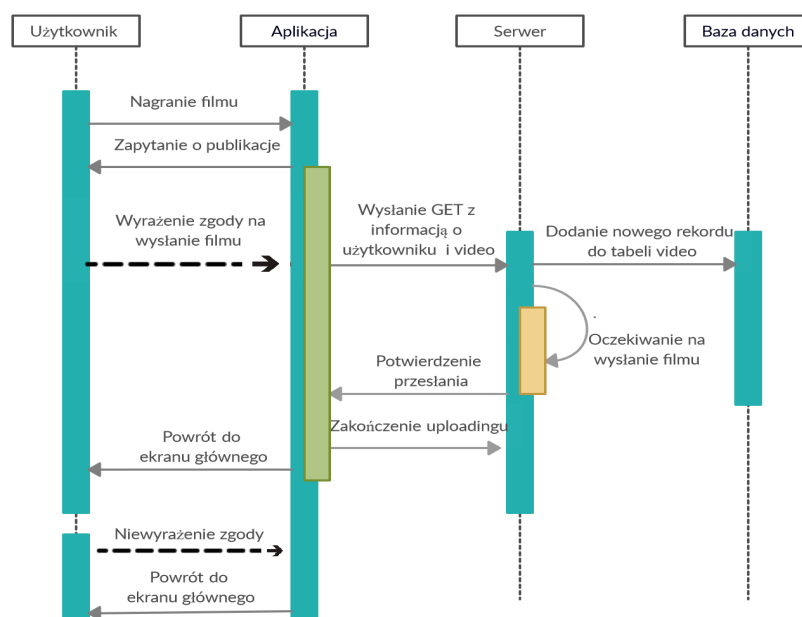 Użytkownik
Aplikacja
Serwer
Baza danych
Nagranie filmu
Zapytanie o publikacje
Wyrażenie zgody na
wysłanie filmu
Wysłanie GET z
informacją o
użytkowniku i video
Dodanie nowego rekordu
do tabeli video
Oczekiwanie na
wysłanie filmu
Potwierdzenie
przesłania
Zakończenie uploadingu
Powrót do
ekranu głównego
Niewyrażenie zgody
Powrót do
ekranu głównego